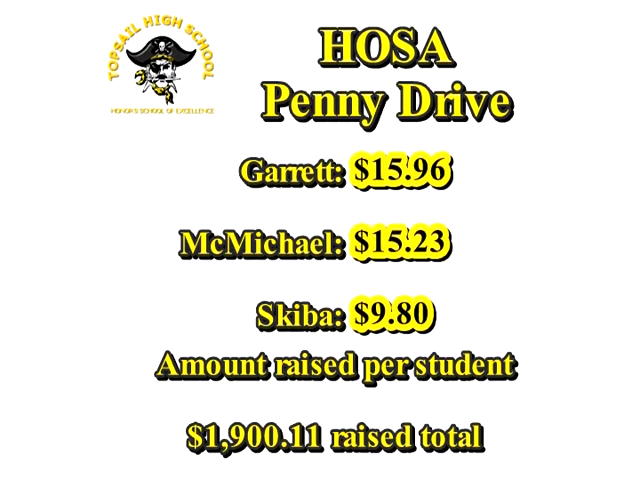 TOPSAIL HIGH SCHOOL
HONORS SCHOOL OF EXCELLENCE
HOSA
Penny Drive
Garrett: $15.96
McMichael: $15.23
Skiba: $9.80
Amount raised per student
$1,900.11 raised total